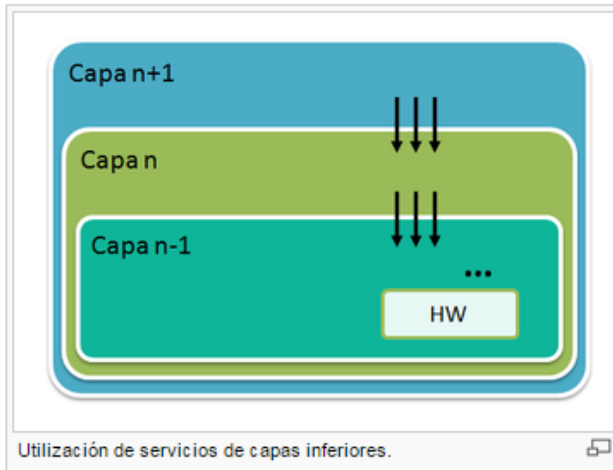 Capa n+1
Capa n
Capa n-1
...
HW
Utilización de servicios de capas inferiores.